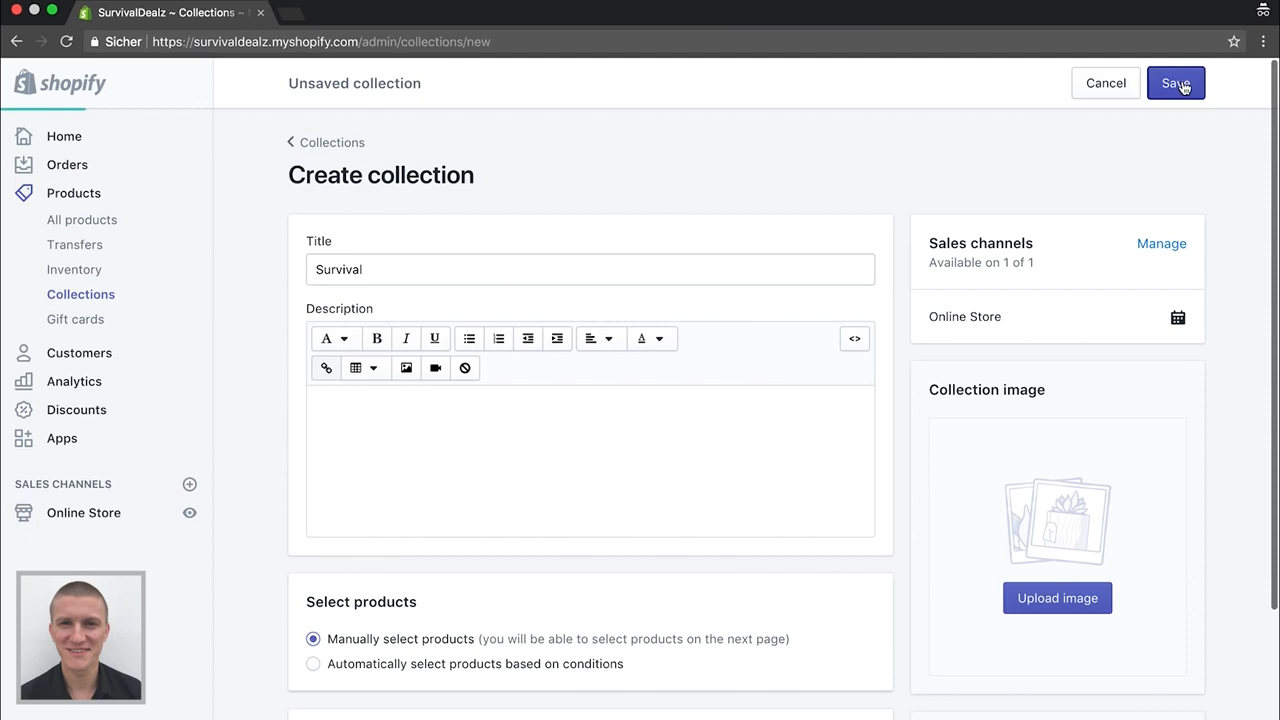 SurvivalDealz ~ Collections ~
Sicher https://survivaldealz.myshopify.com/admin/collections/new
shopify
Unsaved collection
Cancel
Save
Home
Orders
Products
All products
Transfers
Inventory
Collections
Gift cards
Customers
Analytics
Discounts
Apps
SALES CHANNELS
Online Store
Collections
Create collection
Title
Survival
Description
A
B
I
U
A
<>
Select products
Manually select products (you will be able to select products on the next page)
Automatically select products based on conditions
Sales channels
Manage
Available on 1 of 1
Online Store
Collection image
Upload image